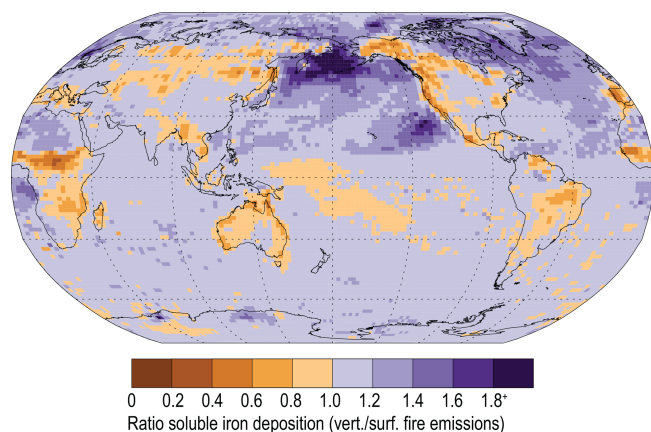 0 0.2 0.4 0.6 0.8 1.0 1.2 1.4 1.6 1.8⁺
Ratio soluble iron deposition (vert./surf. fire emissions)